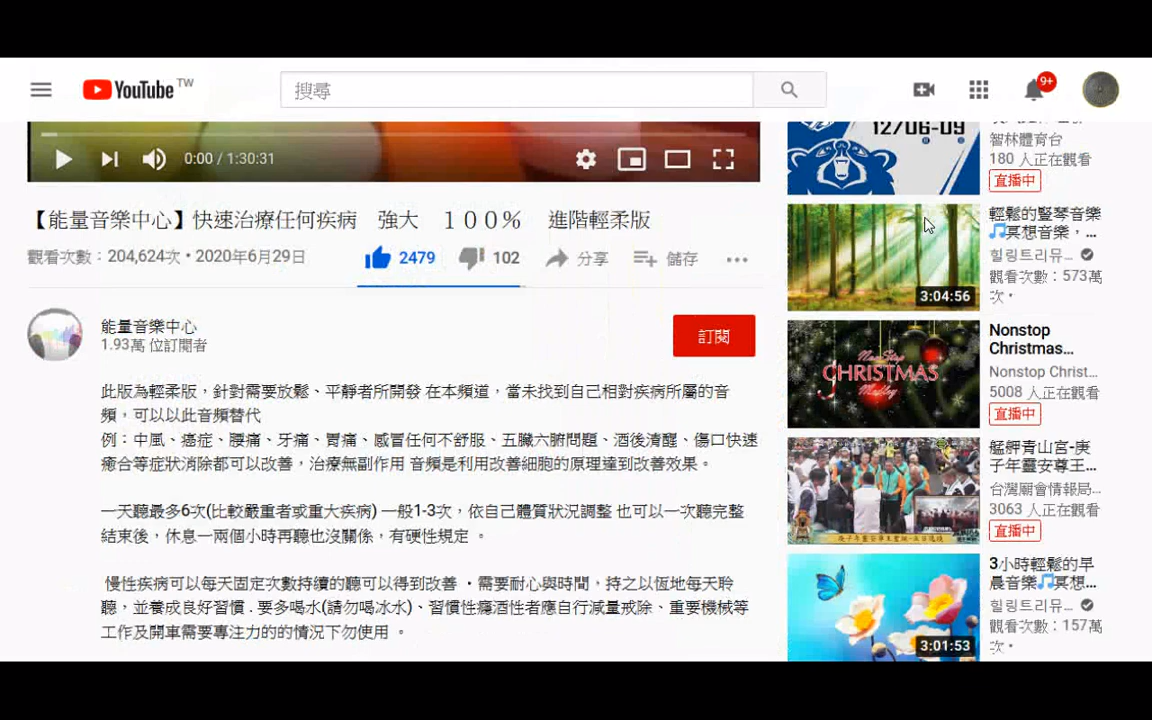 YouTube TW
搜尋
9+
0:00 / 1:30:31
【能量音樂中心】快速治療任何疾病　強大　１００％　進階輕柔版
觀看次數：204,624次 • 2020年6月29日
2479
102
分享
儲存
能量音樂中心
1.93萬 位訂閱者
訂閱
此版為輕柔版，針對需要放鬆、平靜者所開發 在本頻道，當未找到自己相對疾病所屬的音
頻，可以以此音頻替代
例：中風、癌症、腰痛、牙痛、胃痛、感冒任何不舒服、五臟六腑問題、酒後清醒、傷口快速
癒合等症狀消除都可以改善，治療無副作用 音頻是利用改善細胞的原理達到改善效果。
一天聽最多6次(比較嚴重者或重大疾病) 一般1-3次，依自己體質狀況調整 也可以一次聽完整
結束後，休息一兩個小時再聽也沒關係，有硬性規定 。
慢性疾病可以每天固定次數持續的聽可以得到改善 ・需要耐心與時間，持之以恆地每天聆
聽，並養成良好習慣 . 要多喝水(請勿喝冰水)、習慣性癮酒性者應自行減量戒除、重要機械等
工作及開車需要專注力的的情況下勿使用 。
12/06-09
智林體育台
180 人正在觀看
直播中
3:04:56
輕鬆的豎琴音樂
🎵冥想音樂，...
힐링트리뮤...
觀看次數：573萬
次・
NonStop
CHRISTMAS
Medley
Nonstop
Christmas...
Nonstop Christ...
5008 人正在觀看
直播中
艋舺青山宮-庚
子年靈安尊王...
台灣廟會情報局...
3063 人正在觀看
直播中
3:01:53
3小時輕鬆的早
晨音樂🎵冥想...
힐링트리뮤...
觀看次數：157萬
次・